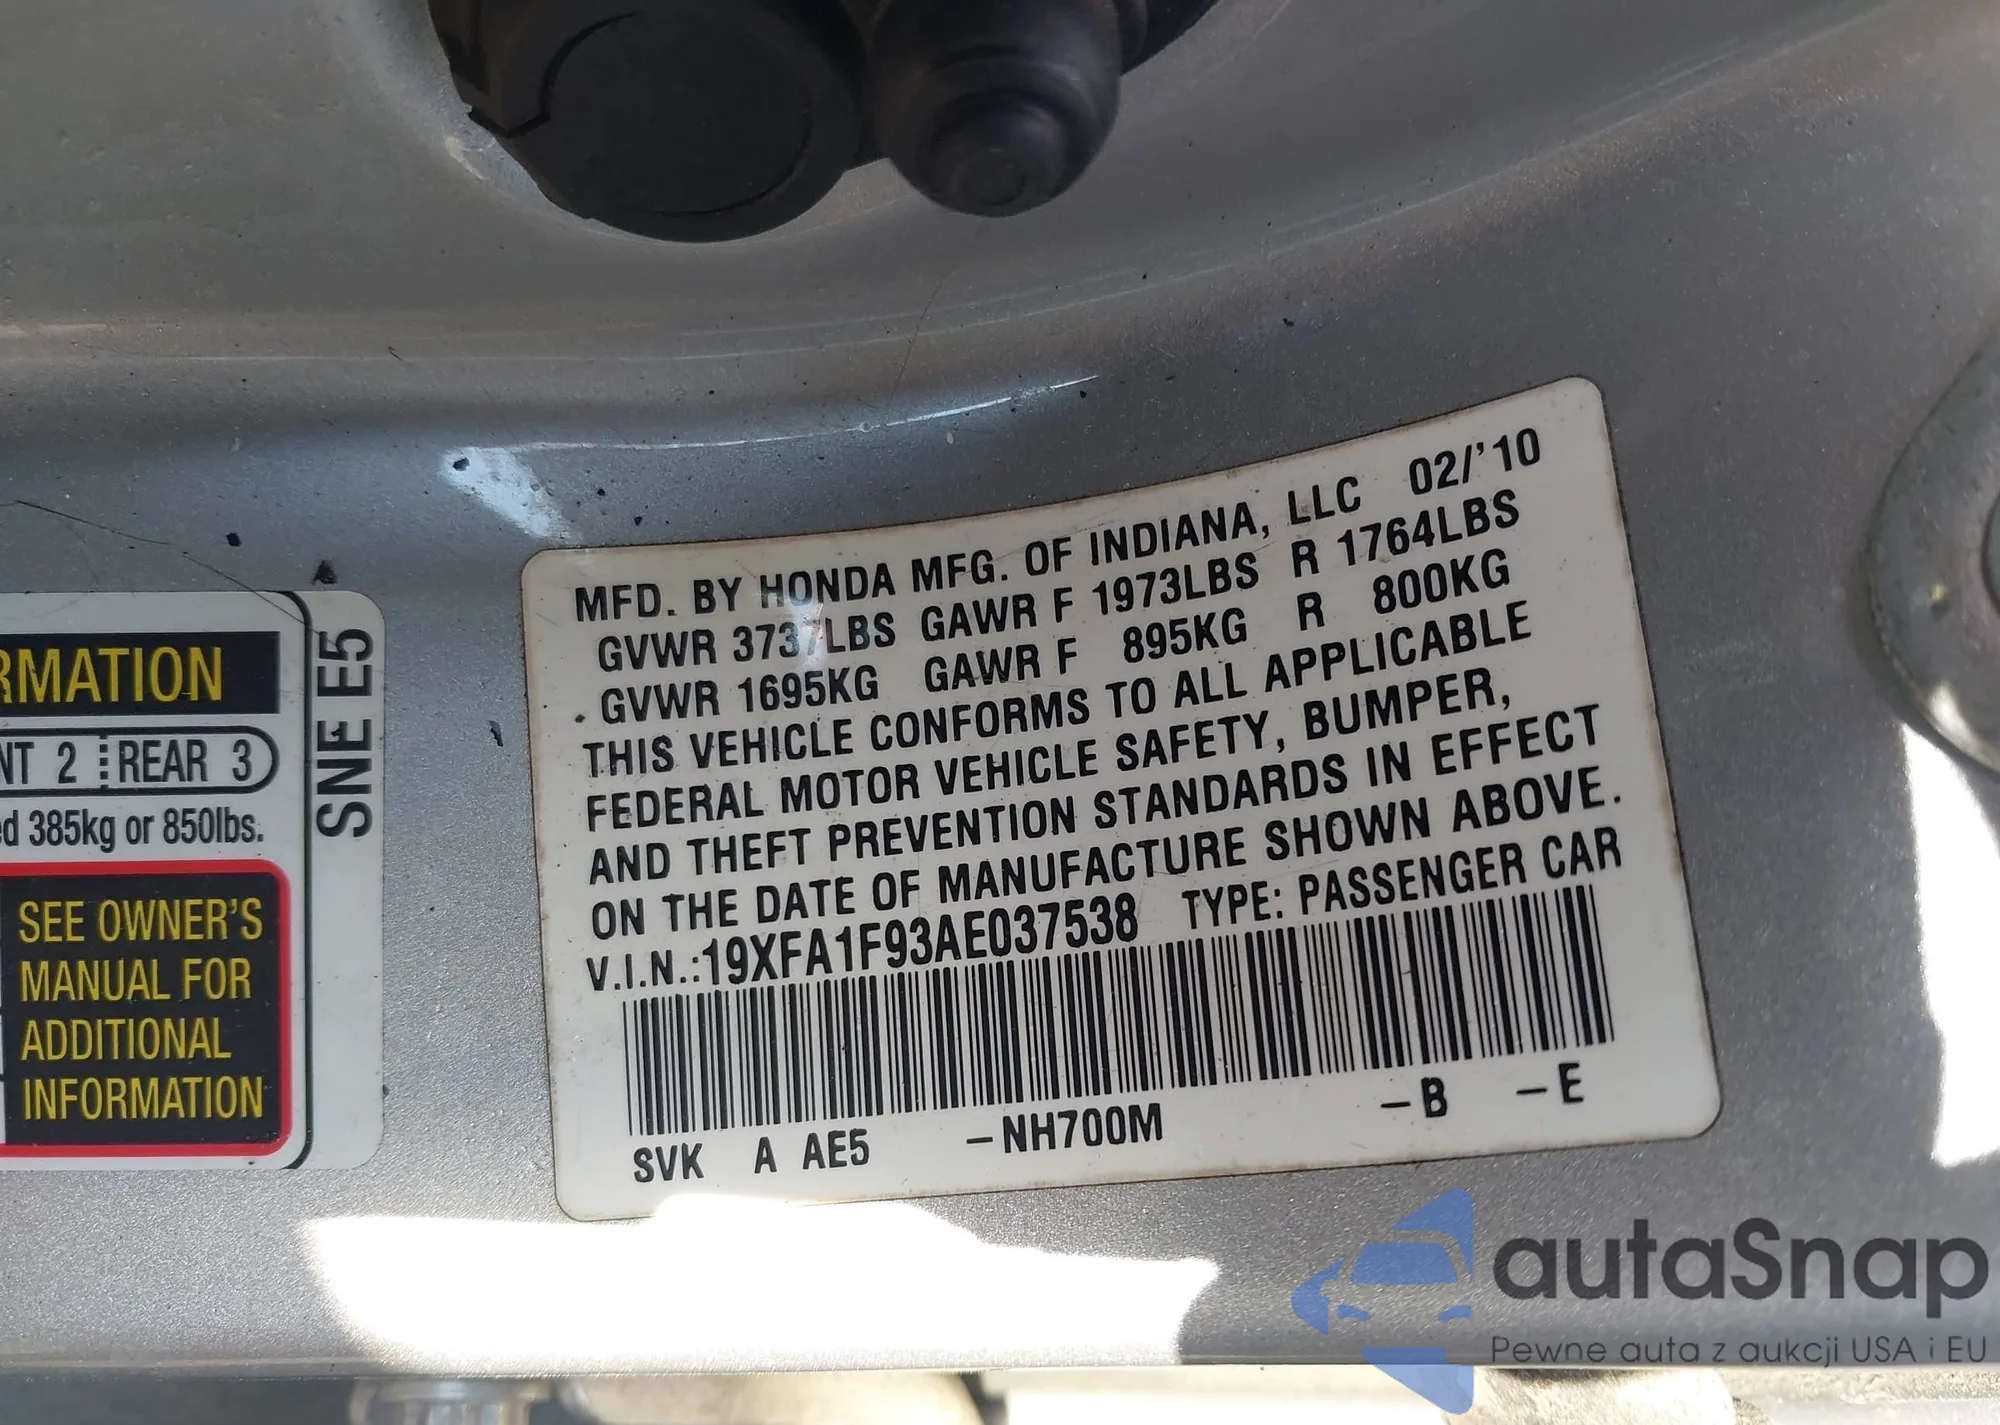 RMATION
NT 2 REAR 3
ed 385kg or 850lbs.
SEE OWNER'S
MANUAL FOR
ADDITIONAL
INFORMATION
SNE E5
MFD. BY HONDA MFG. OF INDIANA, LLC 02/'10
GVWR 3737LBS GAWR F 1973LBS R 1764LBS
GVWR 1695KG GAWR F 895KG R 800KG
THIS VEHICLE CONFORMS TO ALL APPLICABLE
FEDERAL MOTOR VEHICLE SAFETY, BUMPER,
AND THEFT PREVENTION STANDARDS IN EFFECT
ON THE DATE OF MANUFACTURE SHOWN ABOVE.
V.I.N.:19XFA1F93AE037538 TYPE: PASSENGER CAR
SVK A AE5 –NH700M –B –E
autaSnap
Pewne auta z aukcji USA i EU